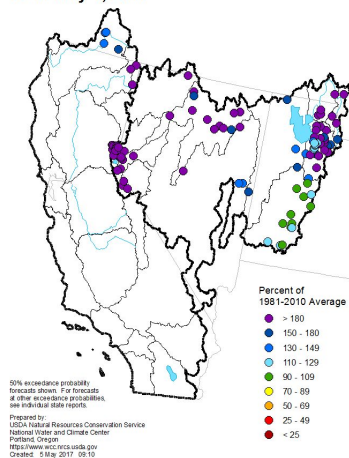 Percent of
1981-2010 Average
> 180
150 - 180
130 - 149
110 - 129
90 - 109
70 - 89
50 - 69
25 - 49
< 25
50% exceedance probability
forecasts shown. For forecasts
at other exceedance probabilities,
see individual state reports.
Prepared by:
USDA Natural Resources Conservation Service
National Water and Climate Center
Portland, Oregon
https://www.wcc.nrcs.usda.gov
Created: 5 May 2017 09:10